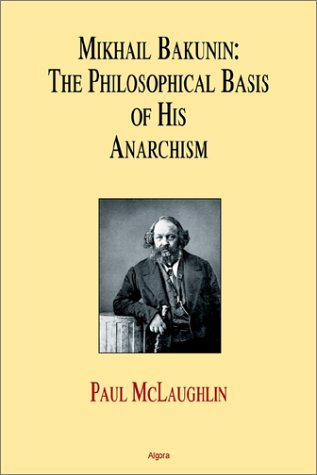 MIKHAIL BAKUNIN:
THE PHILOSOPHICAL BASIS
OF HIS
ANARCHISM
PAUL MCLAUGHLIN
Algora